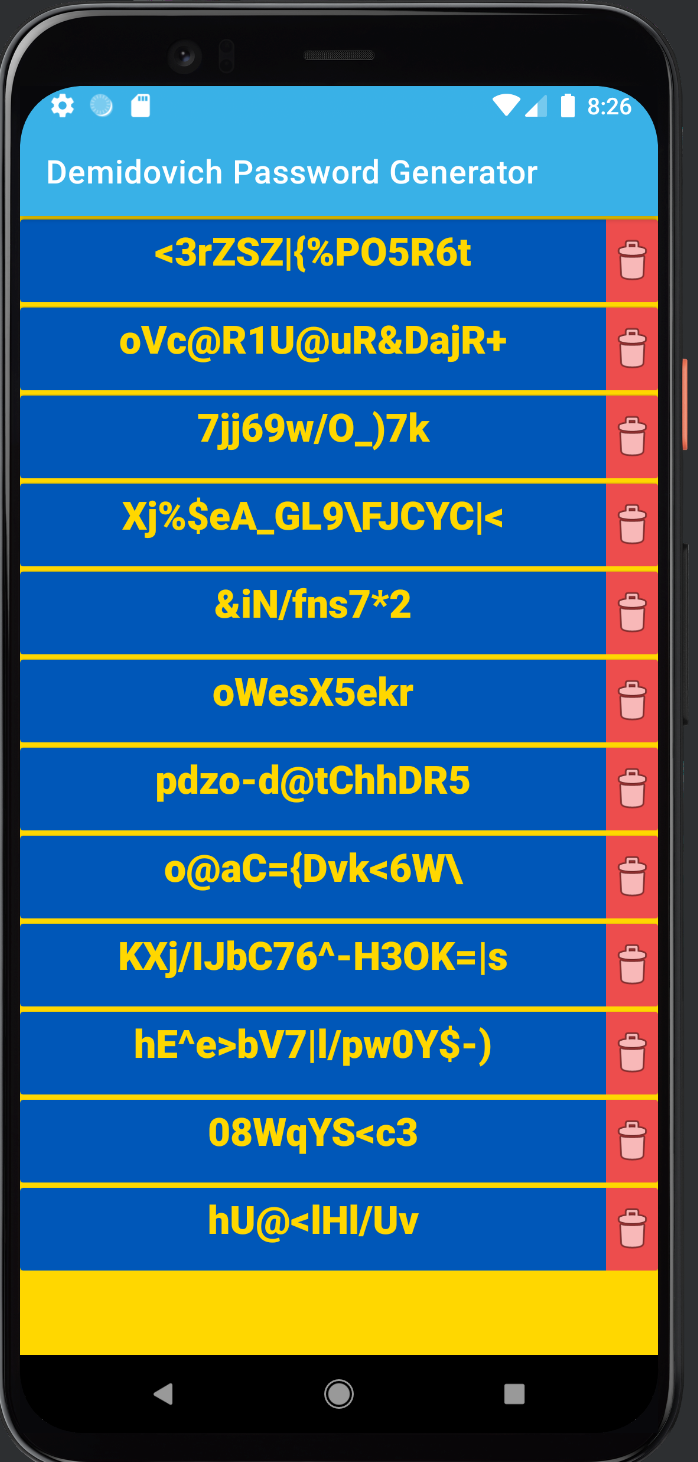 8:26
Demidovich Password Generator
<3rZSZ|{%PO5R6t
oVc@R1U@uR&DajR+
7jj69w/O_)7k
Xj%$eA_GL9\FJCYC|<
&iN/fns7*2
oWesX5ekr
pdzo-d@tChhDR5
o@aC={Dvk<6W\
KXj/IJbC76^-H3OK=|s
hE^e>bV7|l/pw0Y$-)
08WqYS<c3
hU@<lHl/Uv